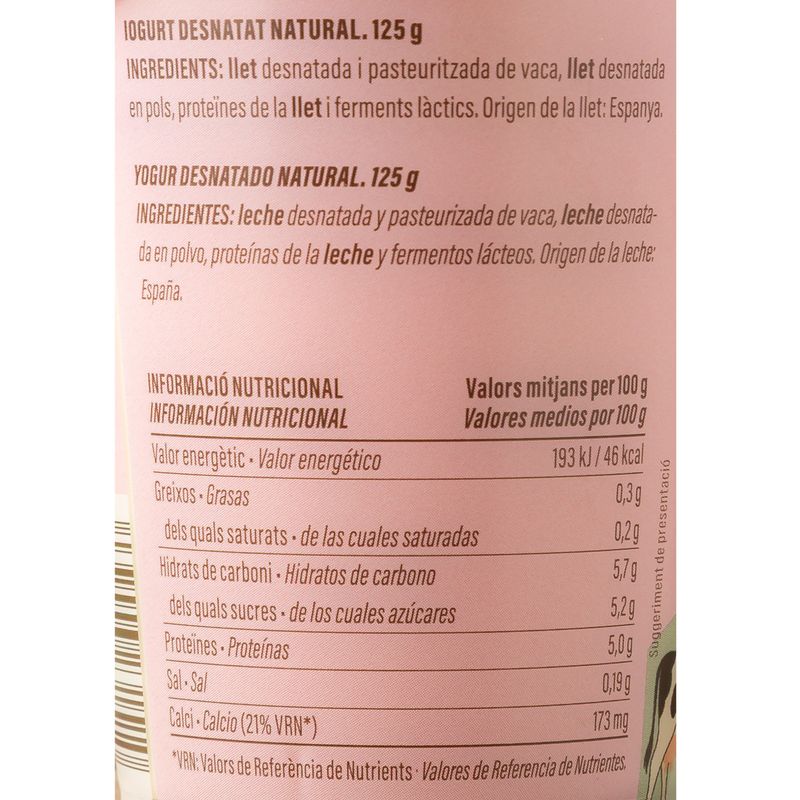 IOGURT DESNATAT NATURAL. 125 g
INGREDIENTS: llet desnatada i pasteuritzada de vaca, llet desnatada
en pols, proteïnes de la llet i ferments làctics. Origen de la llet: Espanya.
YOGUR DESNATADO NATURAL. 125 g
INGREDIENTES: leche desnatada y pasteurizada de vaca, leche desnata-
da en polvo, proteínas de la leche y fermentos lácteos. Origen de la leche:
España.
INFORMACIÓ NUTRICIONAL Valors mitjans per 100 g
INFORMACIÓN NUTRICIONAL Valores medios por 100 g
Valor energètic · Valor energético 193 kJ / 46 kcal
Greixos · Grasas 0,3 g
dels quals saturats · de las cuales saturadas 0,2 g
Hidrats de carboni · Hidratos de carbono 5,7 g
dels quals sucres · de los cuales azúcares 5,2 g
Proteïnes · Proteínas 5,0 g
Sal · Sal 0,19 g
Calci · Calcio (21% VRN*) 173 mg
*VRN: Valors de Referència de Nutrients · Valores de Referencia de Nutrientes.
Suggeriment de presentació